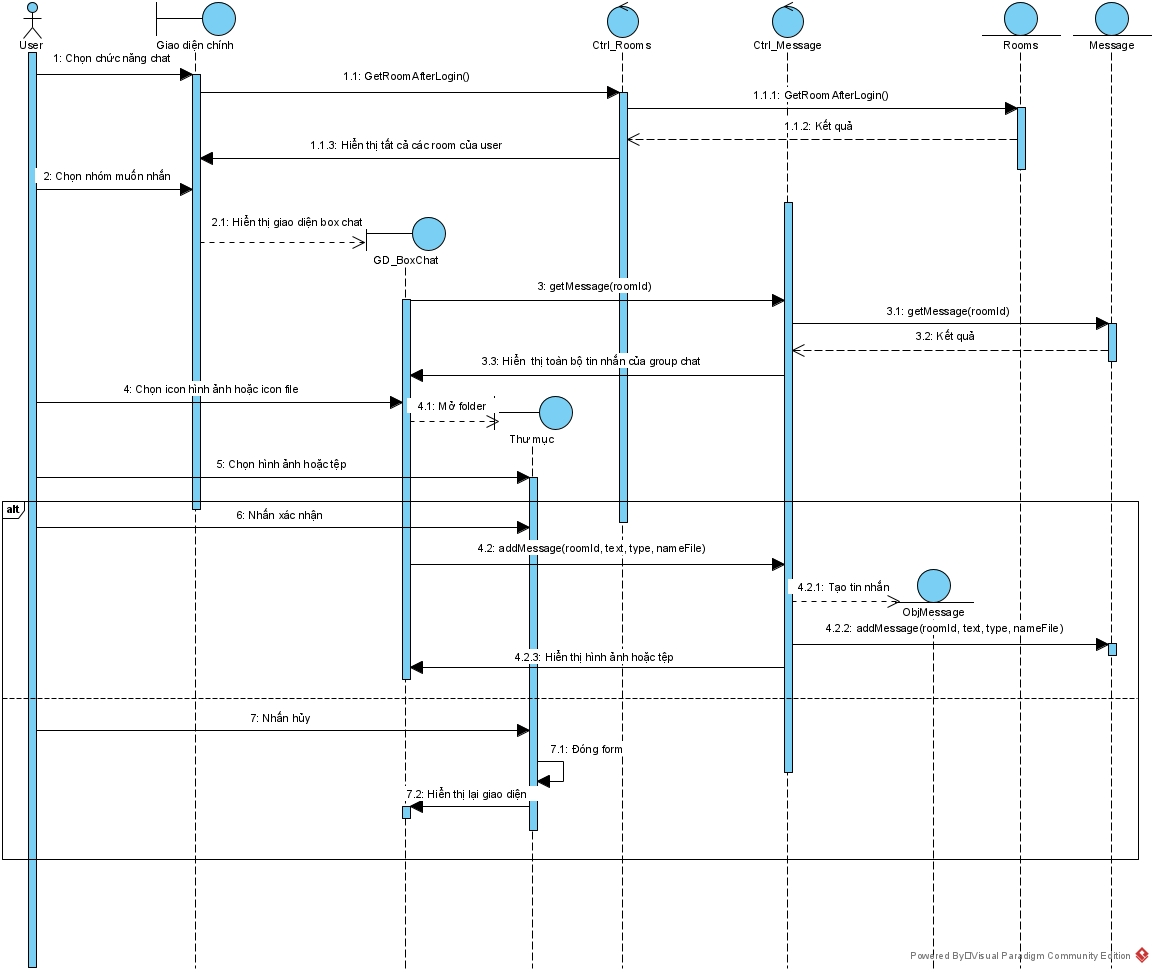 User
Giao diện chính
Ctrl_Rooms
Ctrl_Message
Rooms
Message
1: Chọn chức năng chat
1.1: GetRoomAfterLogin()
1.1.1: GetRoomAfterLogin()
1.1.2: Kết quả
1.1.3: Hiển thị tất cả các room của user
2: Chọn nhóm muốn nhắn
2.1: Hiển thị giao diện box chat
GD_BoxChat
3: getMessage(roomId)
3.1: getMessage(roomId)
3.2: Kết quả
3.3: Hiển thị toàn bộ tin nhắn của group chat
4: Chọn icon hình ảnh hoặc icon file
4.1: Mở folder
Thư mục
5: Chọn hình ảnh hoặc tệp
alt
6: Nhấn xác nhận
4.2: addMessage(roomId, text, type, nameFile)
4.2.1: Tạo tin nhắn
ObjMessage
4.2.2: addMessage(roomId, text, type, nameFile)
4.2.3: Hiển thị hình ảnh hoặc tệp
7: Nhấn hủy
7.1: Đóng form
7.2: Hiển thị lại giao diện
Powered By Visual Paradigm Community Edition